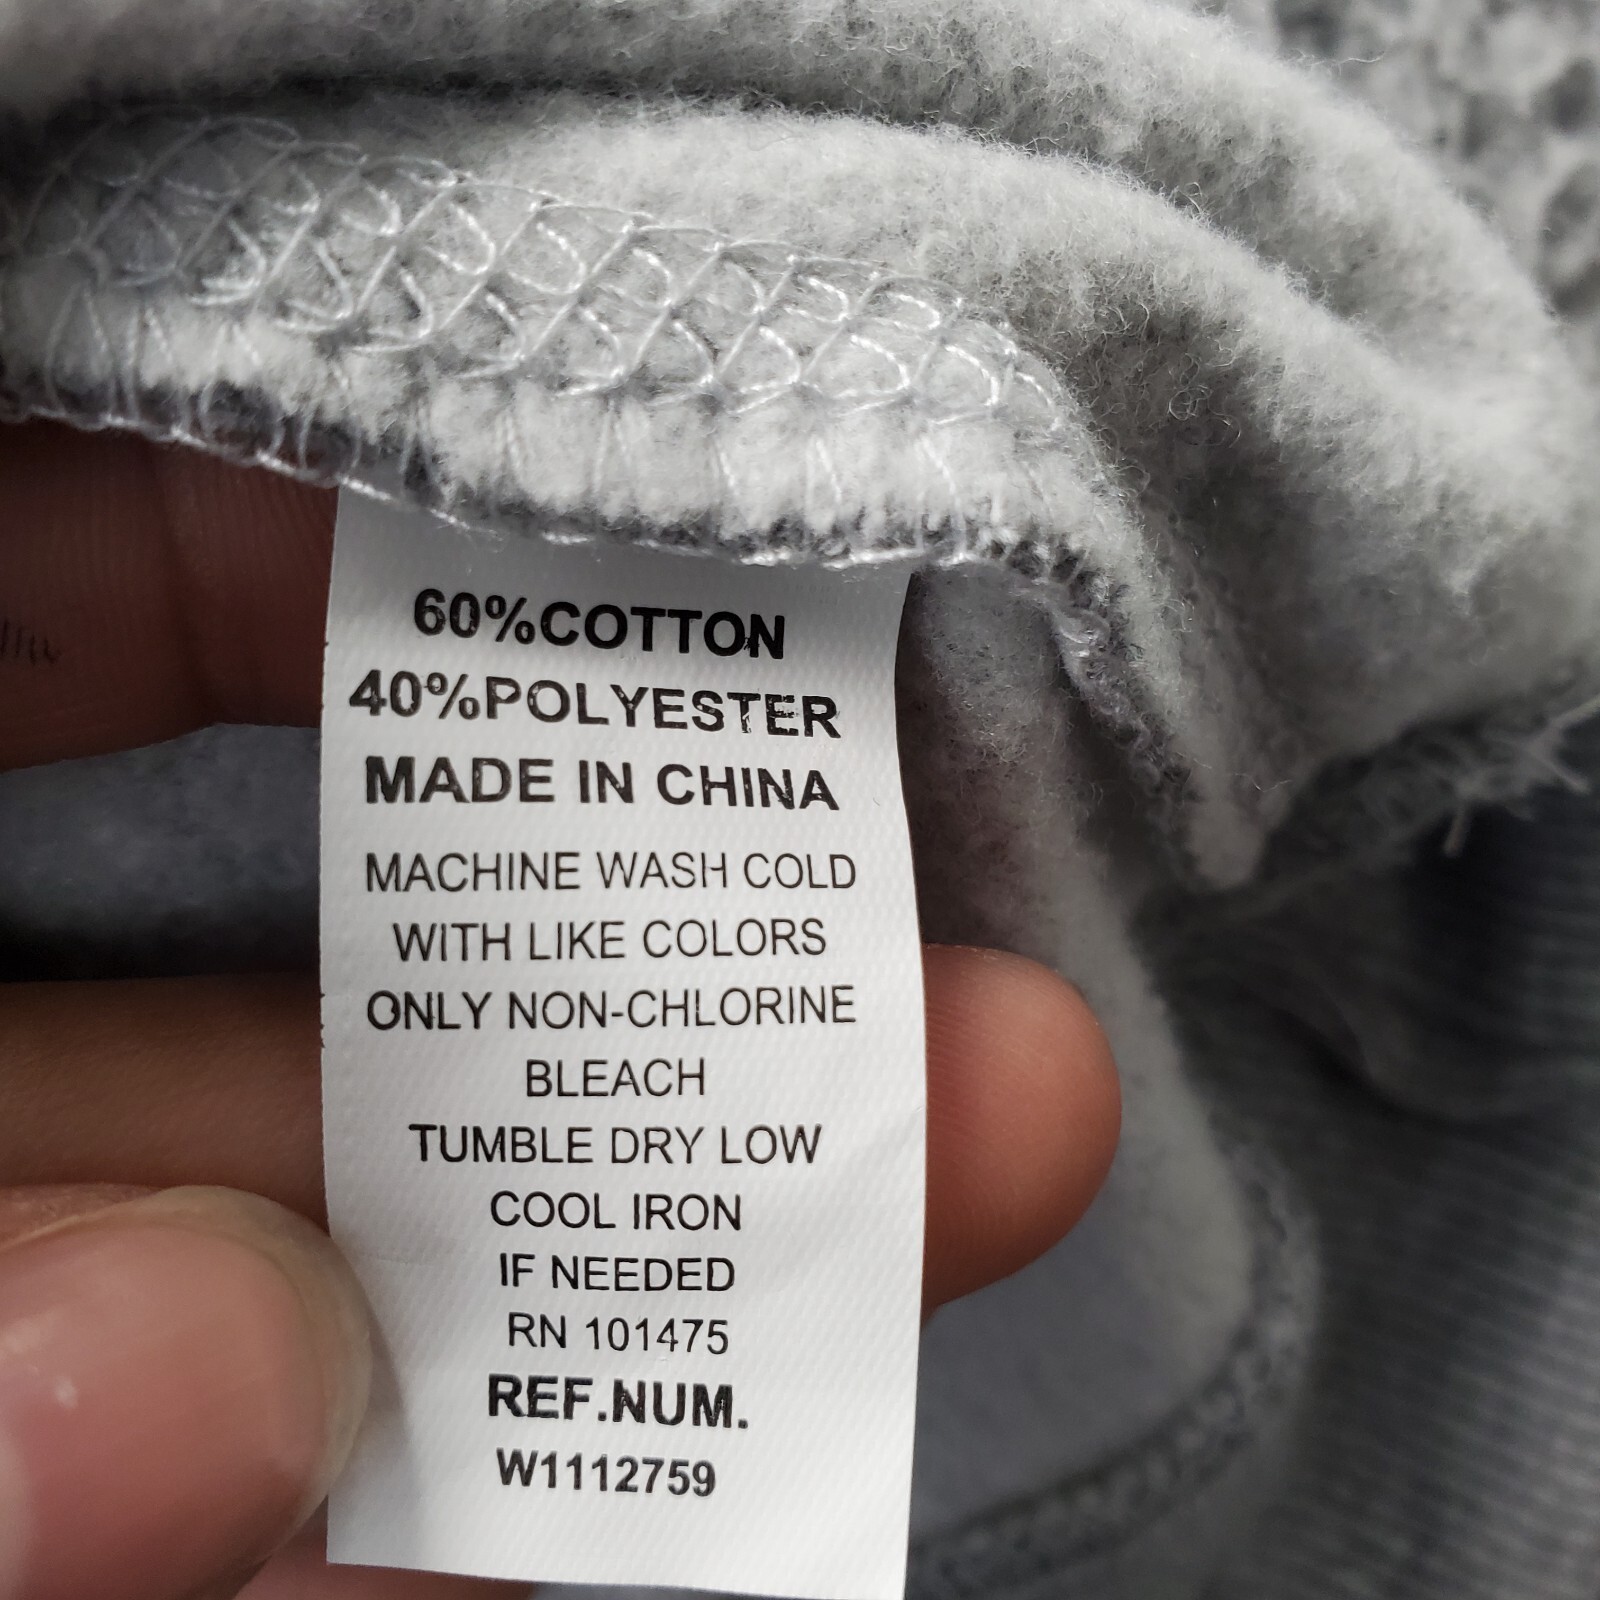 60%COTTON
40%POLYESTER
MADE IN CHINA
MACHINE WASH COLD
WITH LIKE COLORS
ONLY NON-CHLORINE
BLEACH
TUMBLE DRY LOW
COOL IRON
IF NEEDED
RN 101475
REF.NUM.
W1112759